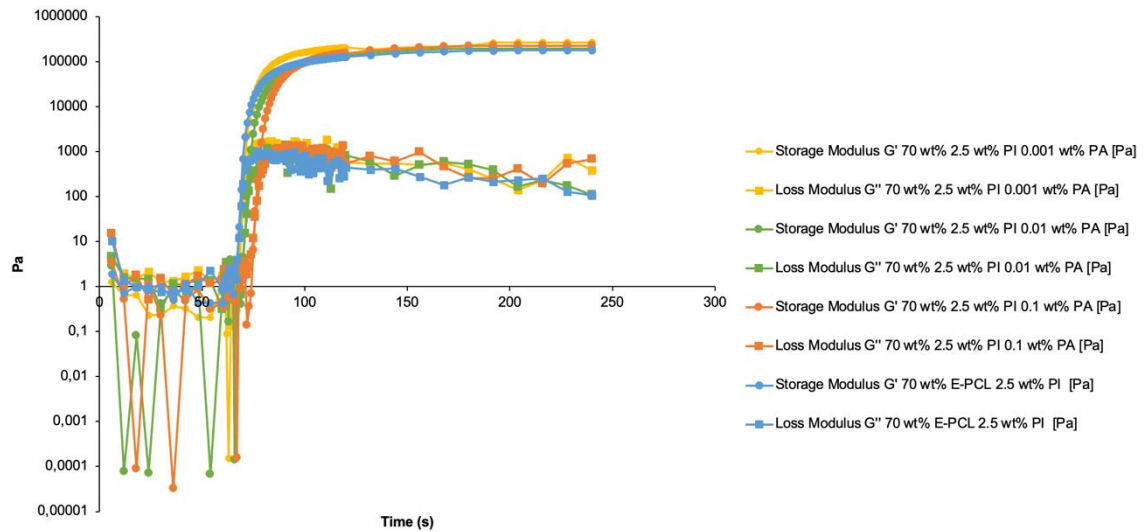 1000000
100000
10000
1000
100
10
1
0,1
0,01
0,001
0,0001
0,00001
Pa
0
50
100
150
200
250
300
Time (s)
Storage Modulus G' 70 wt% 2.5 wt% PI 0.001 wt% PA [Pa]
Loss Modulus G'' 70 wt% 2.5 wt% PI 0.001 wt% PA [Pa]
Storage Modulus G' 70 wt% 2.5 wt% PI 0.01 wt% PA [Pa]
Loss Modulus G'' 70 wt% 2.5 wt% PI 0.01 wt% PA [Pa]
Storage Modulus G' 70 wt% 2.5 wt% PI 0.1 wt% PA [Pa]
Loss Modulus G'' 70 wt% 2.5 wt% PI 0.1 wt% PA [Pa]
Storage Modulus G' 70 wt% E-PCL 2.5 wt% PI [Pa]
Loss Modulus G'' 70 wt% E-PCL 2.5 wt% PI [Pa]